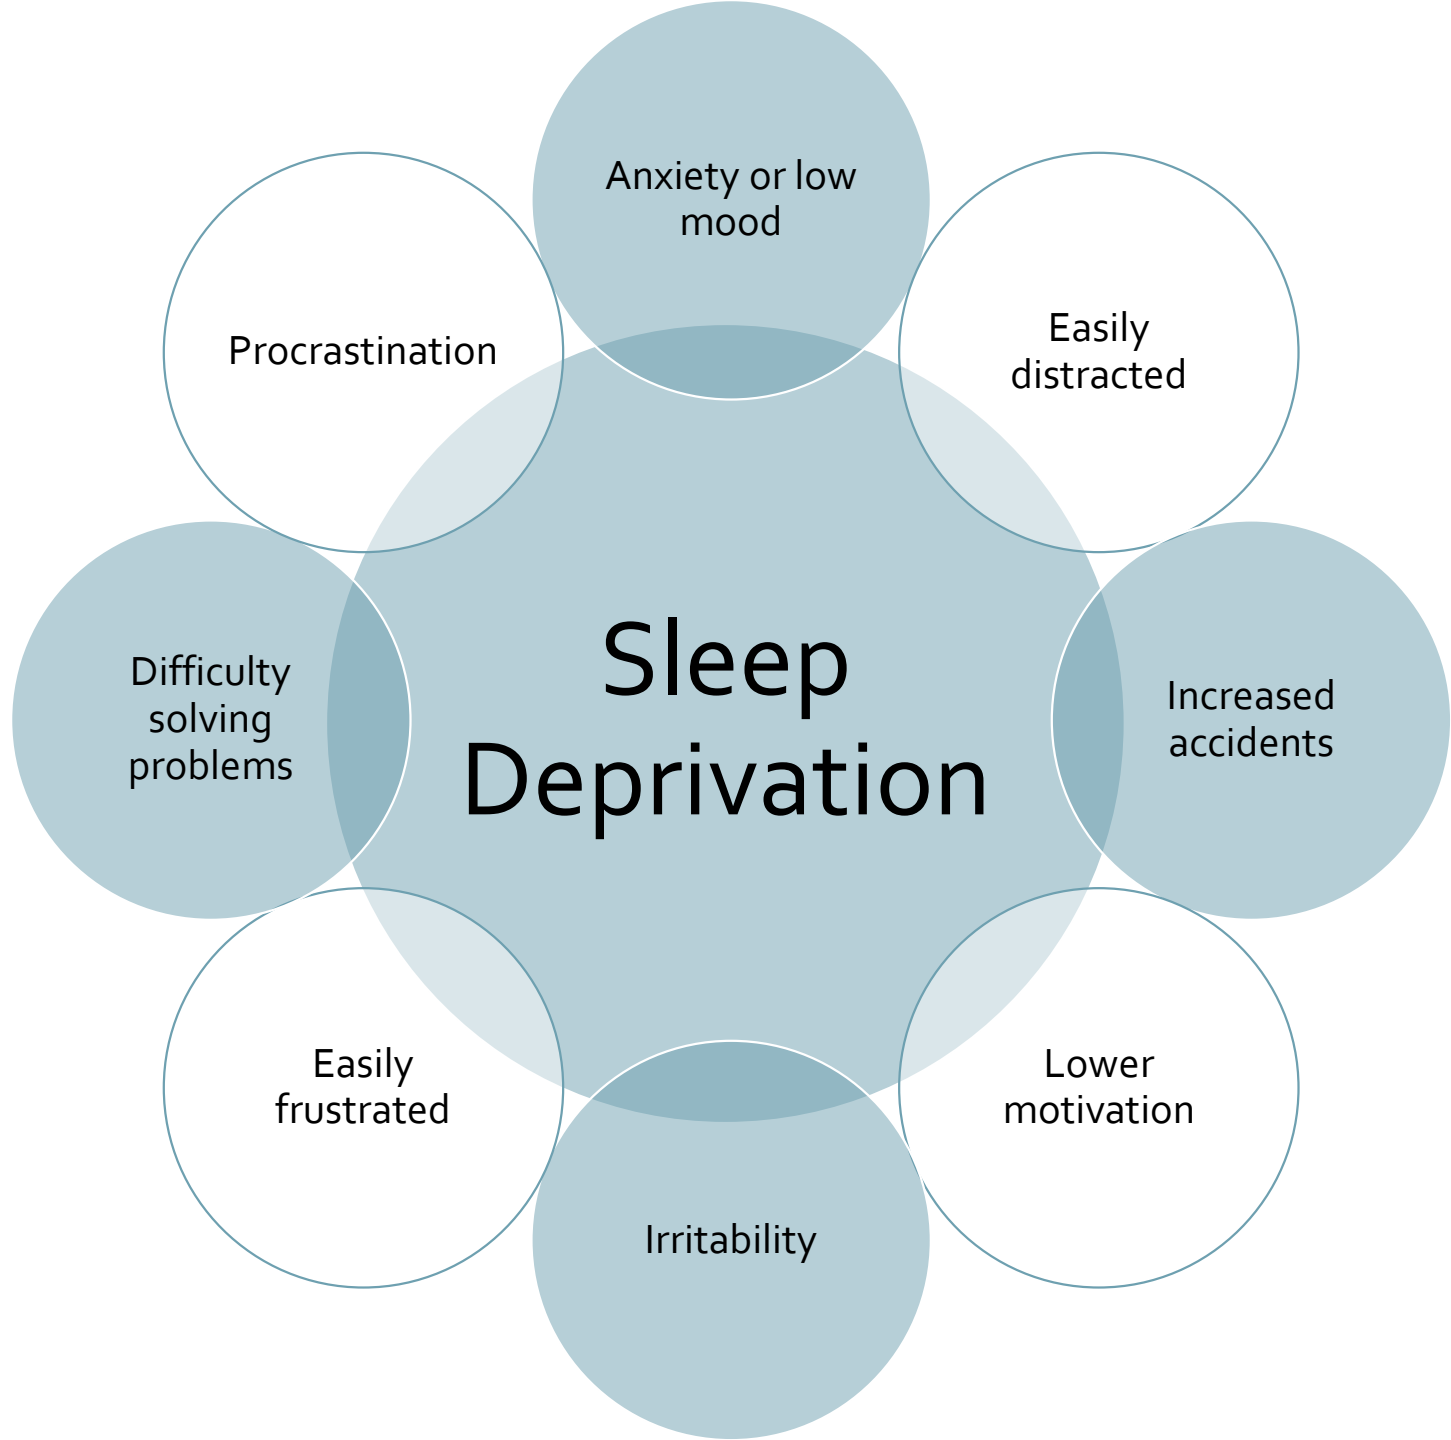 Anxiety or low
mood
Easily
distracted
Procrastination
Sleep
Deprivation
Difficulty
solving
problems
Increased
accidents
Easily
frustrated
Lower
motivation
Irritability